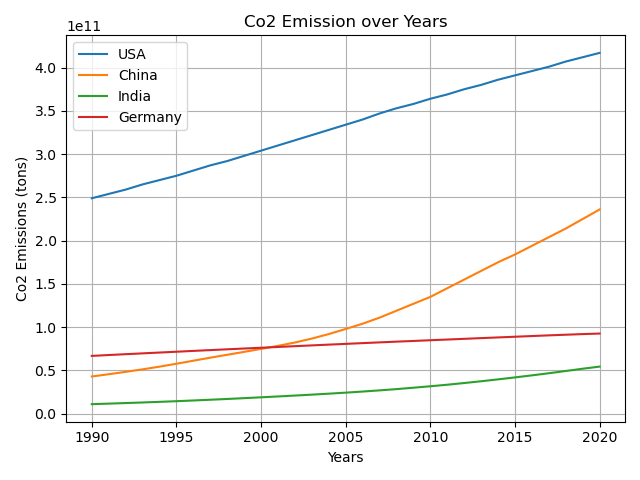 Co2 Emission over Years
1e11
USA
China
India
Germany
4.0
3.5
3.0
2.5
2.0
1.5
1.0
0.5
0.0
Co2 Emissions (tons)
1990 1995 2000 2005 2010 2015 2020
Years